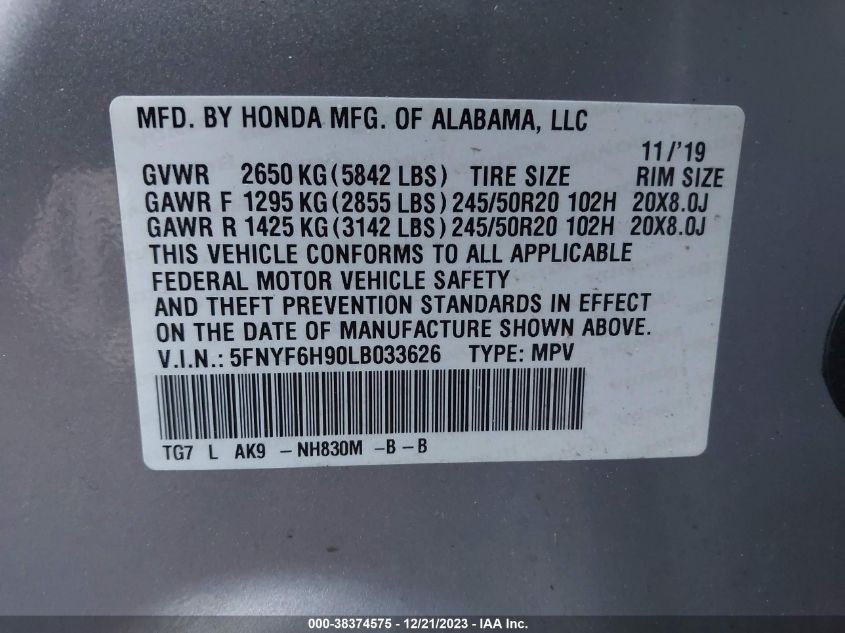 MFD. BY HONDA MFG. OF ALABAMA, LLC
11/'19
GVWR 2650 KG (5842 LBS) TIRE SIZE RIM SIZE
GAWR F 1295 KG (2855 LBS) 245/50R20 102H 20X8.0J
GAWR R 1425 KG (3142 LBS) 245/50R20 102H 20X8.0J
THIS VEHICLE CONFORMS TO ALL APPLICABLE
FEDERAL MOTOR VEHICLE SAFETY
AND THEFT PREVENTION STANDARDS IN EFFECT
ON THE DATE OF MANUFACTURE SHOWN ABOVE.
V.I.N.: 5FNYF6H90LB033626 TYPE: MPV
TG7 L AK9 -NH830M -B-B
000-38374575 - 12/21/2023 - IAA, Inc.